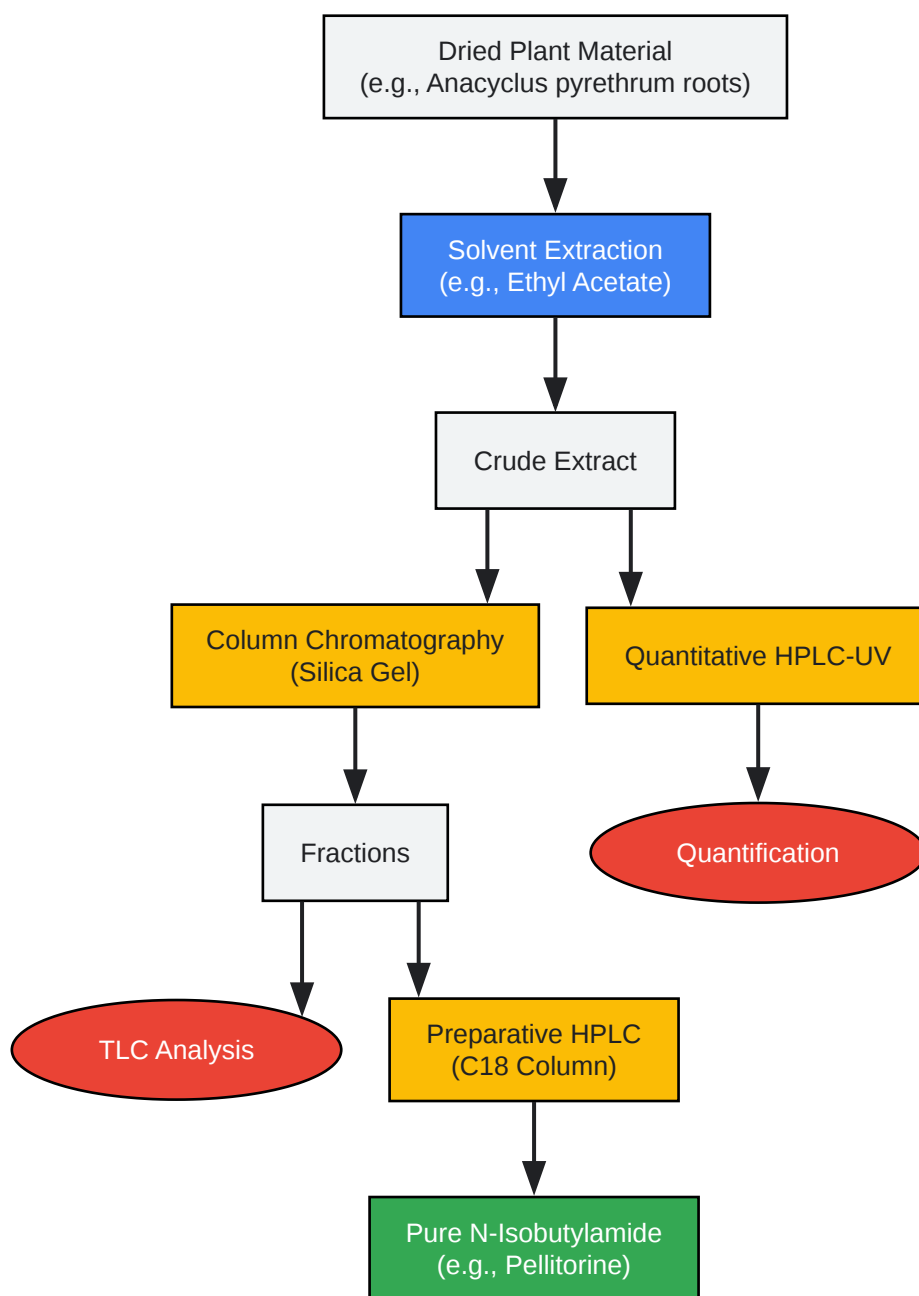 Dried Plant Material
(e.g., Anacyclus pyrethrum roots)
Solvent Extraction
(e.g., Ethyl Acetate)
Crude Extract
Column Chromatography
(Silica Gel)
Quantitative HPLC-UV
Fractions
Quantification
TLC Analysis
Preparative HPLC
(C18 Column)
Pure N-Isobutylamide
(e.g., Pellitorine)